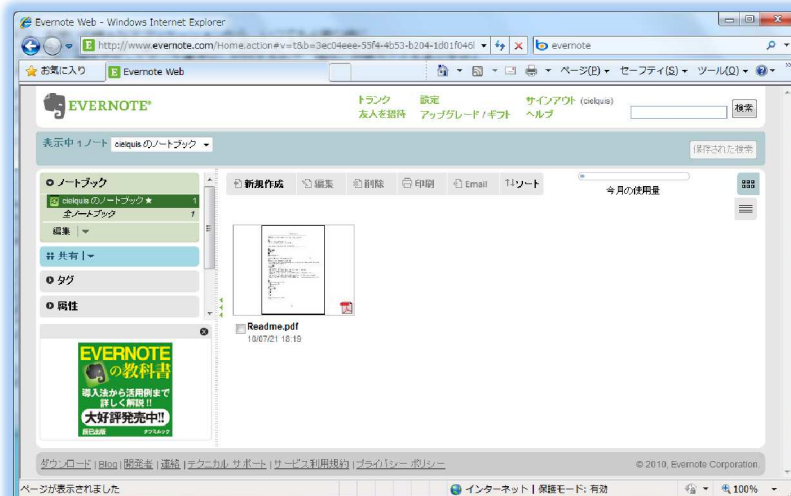 Evernote Web - Windows Internet Explorer
http://www.evernote.com/Home.action#v=t&b=3ec04eee-55f4-4b53-b204-1d01f046l
evernote
お気に入り
Evernote Web
ページ(P)
セーフティ(S)
ツール(O)
EVERNOTE
トランク
設定
サインアウト (cielquis)
友人を招待
アップグレード / ギフト
ヘルプ
検索
表示中 1 ノート cielquis のノートブック
保存された検索
ノートブック
cielquis のノートブック★ 1
全ノートブック 1
編集
共有
タグ
属性
新規作成
編集
削除
印刷
Email
ソート
今月の使用量
Readme.pdf
10/07/21 18:19
EVERNOTE
の教科書
導入法から活用例まで
詳しく解説!!
大好評発売中!!
ダウンロード | Blog | 開発者 | 連絡 | テクニカル サポート | サービス利用規約 | プライバシー ポリシー
© 2010, Evernote Corporation.
ページが表示されました
インターネット | 保護モード: 有効
100%